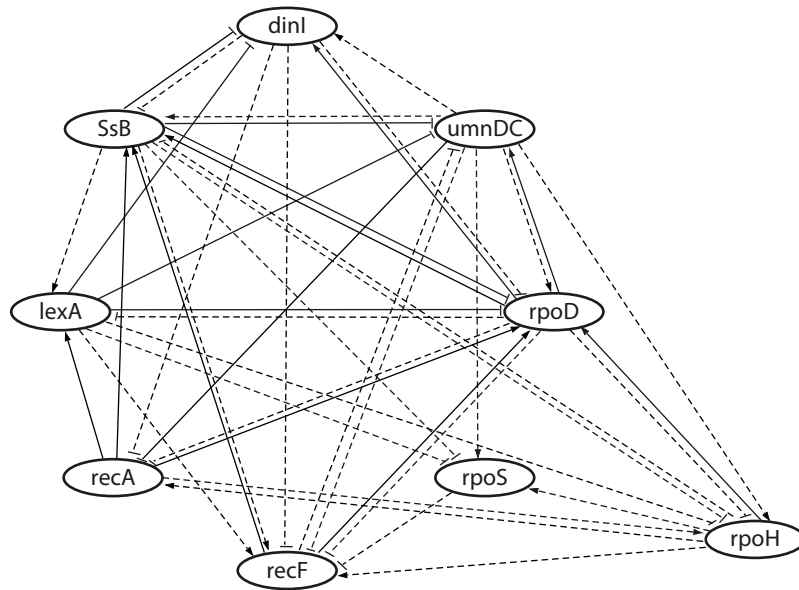 dinI
SsB
umnDC
lexA
rpoD
recA
rpoS
rpoH
recF